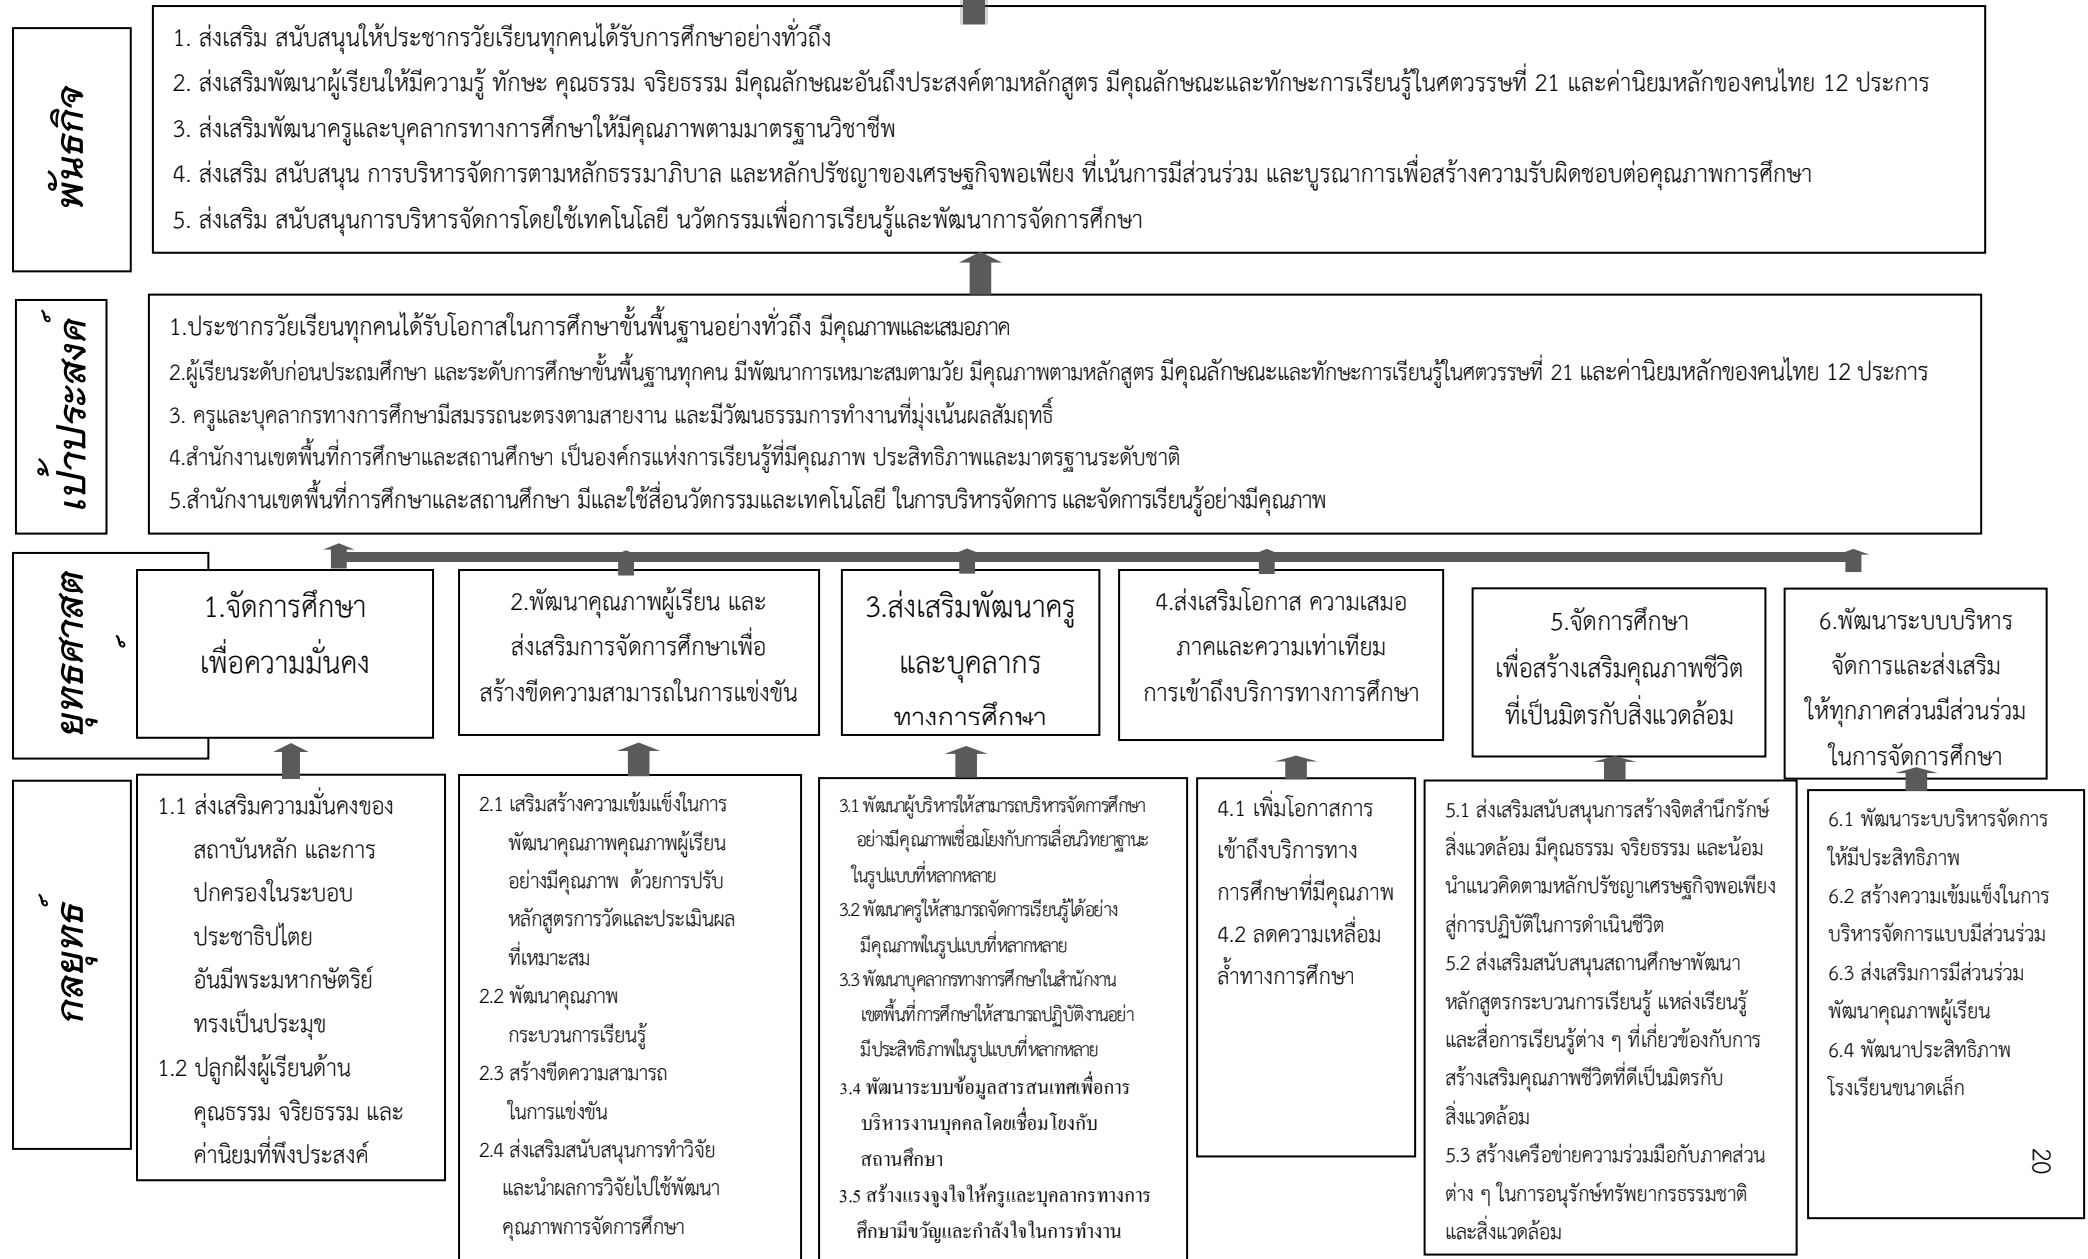 พันธกิจ
1. ส่งเสริม สนับสนุนให้ประชากรวัยเรียนทุกคนได้รับการศึกษาอย่างทั่วถึง
2. ส่งเสริมพัฒนาผู้เรียนให้มีความรู้ ทักษะ คุณธรรม จริยธรรม มีคุณลักษณะอันถึงประสงค์ตามหลักสูตร มีคุณลักษณะและทักษะการเรียนรู้ในศตวรรษที่ 21 และค่านิยมหลักของคนไทย 12 ประการ
3. ส่งเสริมพัฒนาครูและบุคลากรทางการศึกษาให้มีคุณภาพตามมาตรฐานวิชาชีพ
4. ส่งเสริม สนับสนุน การบริหารจัดการตามหลักธรรมาภิบาล และหลักปรัชญาของเศรษฐกิจพอเพียง ที่เน้นการมีส่วนร่วม และบูรณาการเพื่อสร้างความรับผิดชอบต่อคุณภาพการศึกษา
5. ส่งเสริม สนับสนุนการบริหารจัดการโดยใช้เทคโนโลยี นวัตกรรมเพื่อการเรียนรู้และพัฒนาการจัดการศึกษา
เป้าประสงค์
1.ประชากรวัยเรียนทุกคนได้รับโอกาสในการศึกษาขั้นพื้นฐานอย่างทั่วถึง มีคุณภาพและเสมอภาค
2.ผู้เรียนระดับก่อนประถมศึกษา และระดับการศึกษาขั้นพื้นฐานทุกคน มีพัฒนาการเหมาะสมตามวัย มีคุณภาพตามหลักสูตร มีคุณลักษณะและทักษะการเรียนรู้ในศตวรรษที่ 21 และค่านิยมหลักของคนไทย 12 ประการ
3. ครูและบุคลากรทางการศึกษามีสมรรถนะตรงตามสายงาน และมีวัฒนธรรมการทำงานที่มุ่งเน้นผลสัมฤทธิ์
4.สำนักงานเขตพื้นที่การศึกษาและสถานศึกษา เป็นองค์กรแห่งการเรียนรู้ที่มีคุณภาพ ประสิทธิภาพและมาตรฐานระดับชาติ
5.สำนักงานเขตพื้นที่การศึกษาและสถานศึกษา มีและใช้สื่อนวัตกรรมและเทคโนโลยี ในการบริหารจัดการ และจัดการเรียนรู้อย่างมีคุณภาพ
ยุทธศาสต
์
1.จัดการศึกษา
เพื่อความมั่นคง
2.พัฒนาคุณภาพผู้เรียน และ
ส่งเสริมการจัดการศึกษาเพื่อ
สร้างขีดความสามารถในการแข่งขัน
3.ส่งเสริมพัฒนาครู
และบุคลากร
ทางการศึกษา
4.ส่งเสริมโอกาส ความเสมอ
ภาคและความเท่าเทียม
การเข้าถึงบริการทางการศึกษา
5.จัดการศึกษา
เพื่อสร้างเสริมคุณภาพชีวิต
ที่เป็นมิตรกับสิ่งแวดล้อม
6.พัฒนาระบบบริหาร
จัดการและส่งเสริม
ให้ทุกภาคส่วนมีส่วนร่วม
ในการจัดการศึกษา
กลยุทธ์
1.1 ส่งเสริมความมั่นคงของ
สถาบันหลัก และการ
ปกครองในระบอบ
ประชาธิปไตย
อันมีพระมหากษัตริย์
ทรงเป็นประมุข
1.2 ปลูกฝังผู้เรียนด้าน
คุณธรรม จริยธรรม และ
ค่านิยมที่พึงประสงค์
2.1 เสริมสร้างความเข้มแข็งในการ
พัฒนาคุณภาพคุณภาพผู้เรียน
อย่างมีคุณภาพ ด้วยการปรับ
หลักสูตรการวัดและประเมินผล
ที่เหมาะสม
2.2 พัฒนาคุณภาพ
กระบวนการเรียนรู้
2.3 สร้างขีดความสามารถ
ในการแข่งขัน
2.4 ส่งเสริมสนับสนุนการทำวิจัย
และนำผลการวิจัยไปใช้พัฒนา
คุณภาพการจัดการศึกษา
3.1 พัฒนาผู้บริหารให้สามารถบริหารจัดการศึกษา
อย่างมีคุณภาพเชื่อมโยงกับการเลื่อนวิทยาฐานะ
ในรูปแบบที่หลากหลาย
3.2 พัฒนาครูให้สามารถจัดการเรียนรู้ได้อย่าง
มีคุณภาพในรูปแบบที่หลากหลาย
3.3 พัฒนาบุคลากรทางการศึกษาในสำนักงาน
เขตพื้นที่การศึกษาให้สามารถปฏิบัติงานอย่า
มีประสิทธิภาพในรูปแบบที่หลากหลาย
3.4 พัฒนาระบบข้อมูลสารสนเทศเพื่อการ
บริหารงานบุคคลโดยเชื่อมโยงกับ
สถานศึกษา
3.5 สร้างแรงจูงใจให้ครูและบุคลากรทางการ
ศึกษามีขวัญและกำลังใจในการทำงาน
4.1 เพิ่มโอกาสการ
เข้าถึงบริการทาง
การศึกษาที่มีคุณภาพ
4.2 ลดความเหลื่อม
ล้ำทางการศึกษา
5.1 ส่งเสริมสนับสนุนการสร้างจิตสำนึกรักษ์
สิ่งแวดล้อม มีคุณธรรม จริยธรรม และน้อม
นำแนวคิดตามหลักปรัชญาเศรษฐกิจพอเพียง
สู่การปฏิบัติในการดำเนินชีวิต
5.2 ส่งเสริมสนับสนุนสถานศึกษาพัฒนา
หลักสูตรกระบวนการเรียนรู้ แหล่งเรียนรู้
และสื่อการเรียนรู้ต่าง ๆ ที่เกี่ยวข้องกับการ
สร้างเสริมคุณภาพชีวิตที่ดีเป็นมิตรกับ
สิ่งแวดล้อม
5.3 สร้างเครือข่ายความร่วมมือกับภาคส่วน
ต่าง ๆ ในการอนุรักษ์ทรัพยากรธรรมชาติ
และสิ่งแวดล้อม
6.1 พัฒนาระบบบริหารจัดการ
ให้มีประสิทธิภาพ
6.2 สร้างความเข้มแข็งในการ
บริหารจัดการแบบมีส่วนร่วม
6.3 ส่งเสริมการมีส่วนร่วม
พัฒนาคุณภาพผู้เรียน
6.4 พัฒนาประสิทธิภาพ
โรงเรียนขนาดเล็ก
20